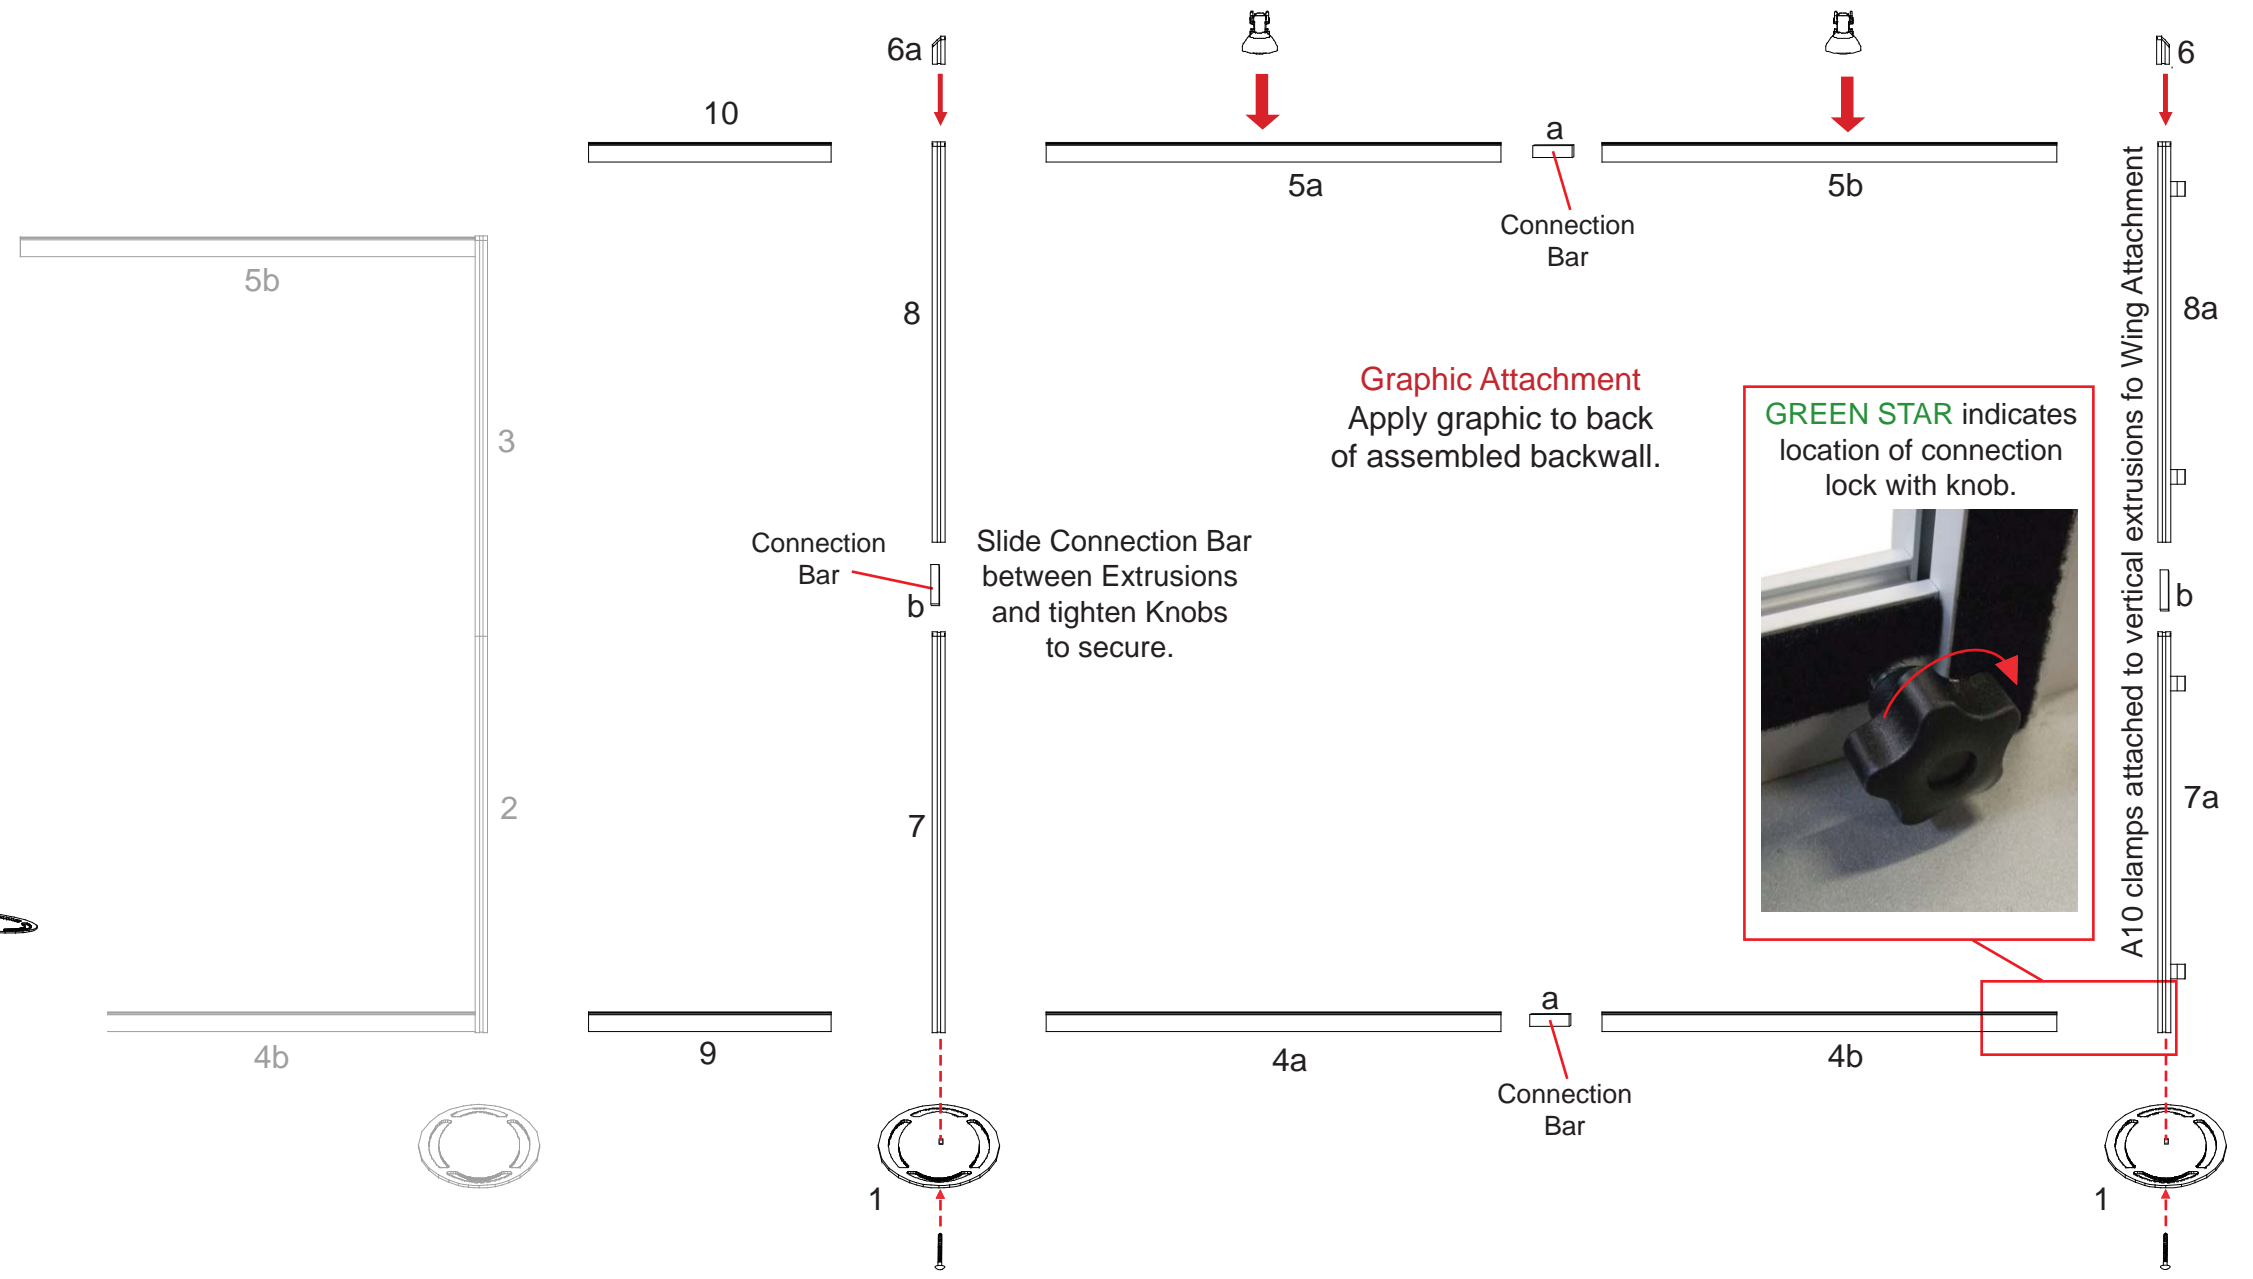 6a
6
10
a
5a
5b
Connection
Bar
5b
8
8a
A10 clamps attached to vertical extrusions fo Wing Attachment
Graphic Attachment
Apply graphic to back
of assembled backwall.
GREEN STAR indicates
location of connection
lock with knob.
3
Connection
Bar
b
Slide Connection Bar
between Extrusions
and tighten Knobs
to secure.
b
2
7
7a
a
4b
9
4a
4b
Connection
Bar
1
1